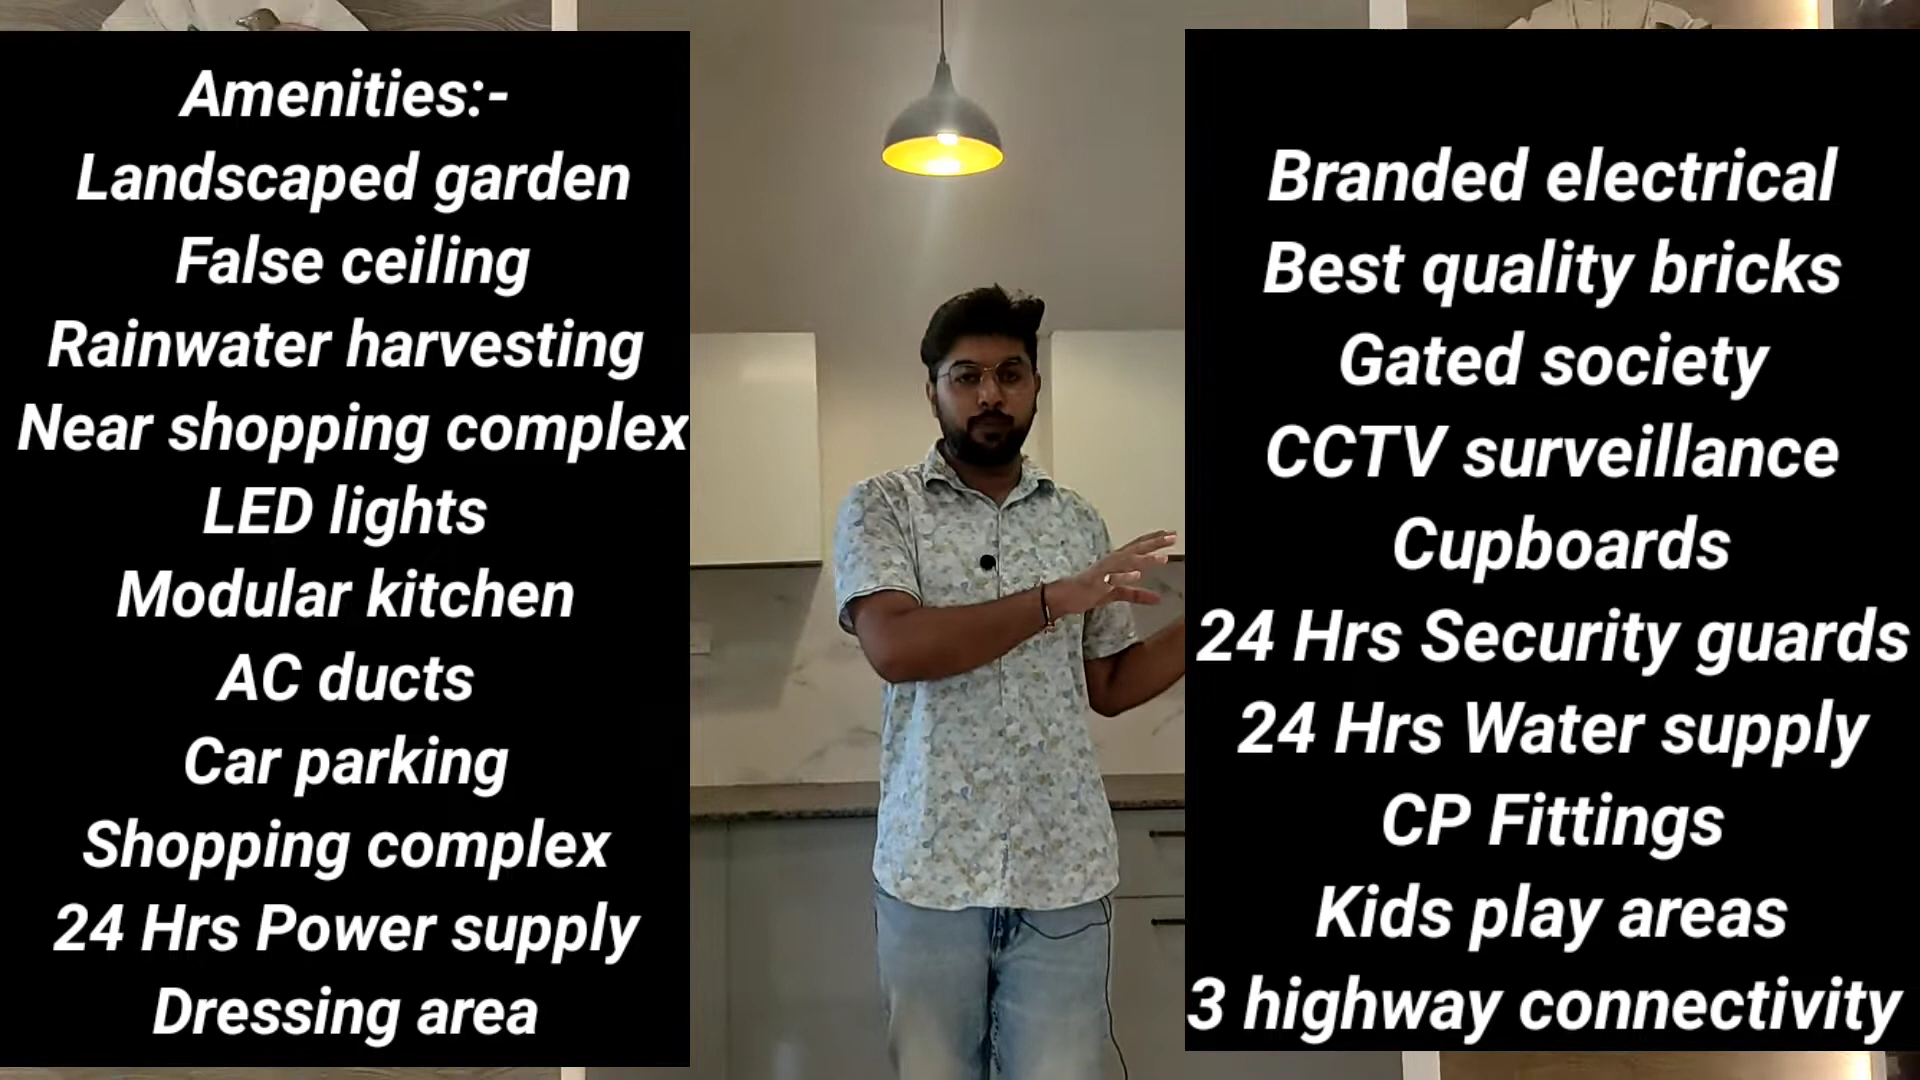 Amenities:-
Landscaped garden
False ceiling
Rainwater harvesting
Near shopping complex
LED lights
Modular kitchen
AC ducts
Car parking
Shopping complex
24 Hrs Power supply
Dressing area
Branded electrical
Best quality bricks
Gated society
CCTV surveillance
Cupboards
24 Hrs Security guards
24 Hrs Water supply
CP Fittings
Kids play areas
3 highway connectivity